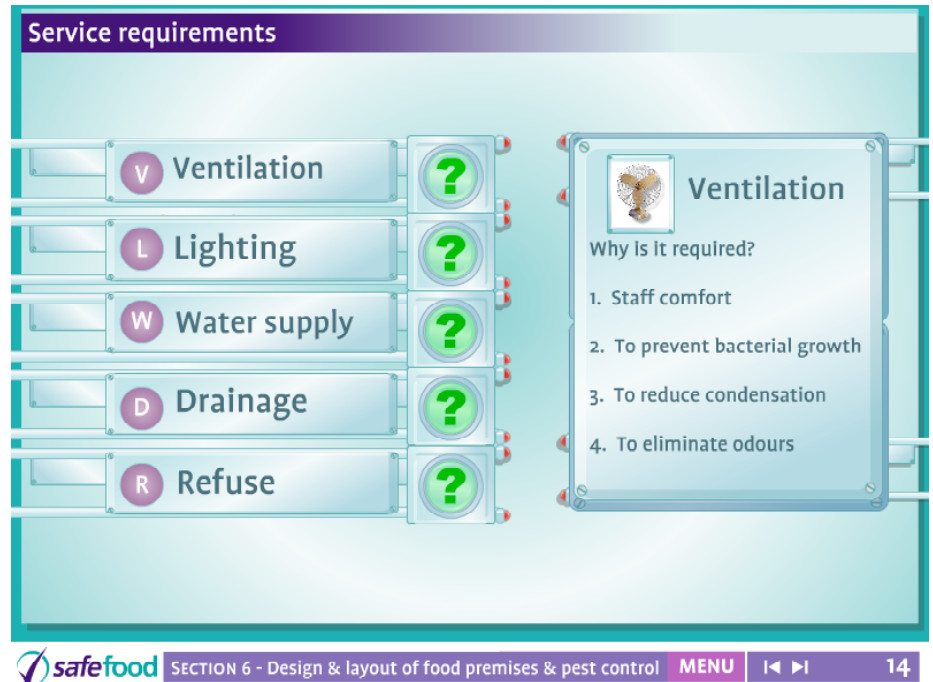 Service requirements
V Ventilation ?
L Lighting ?
W Water supply ?
D Drainage ?
R Refuse ?
Ventilation
Why is it required?
1. Staff comfort
2. To prevent bacterial growth
3. To reduce condensation
4. To eliminate odours
safefood SECTION 6 - Design & layout of food premises & pest control MENU 14